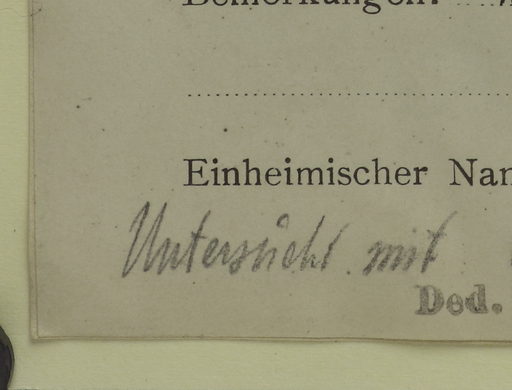 Bemerkungen:
Einheimischer Nam
Untersucht mit
Ded.